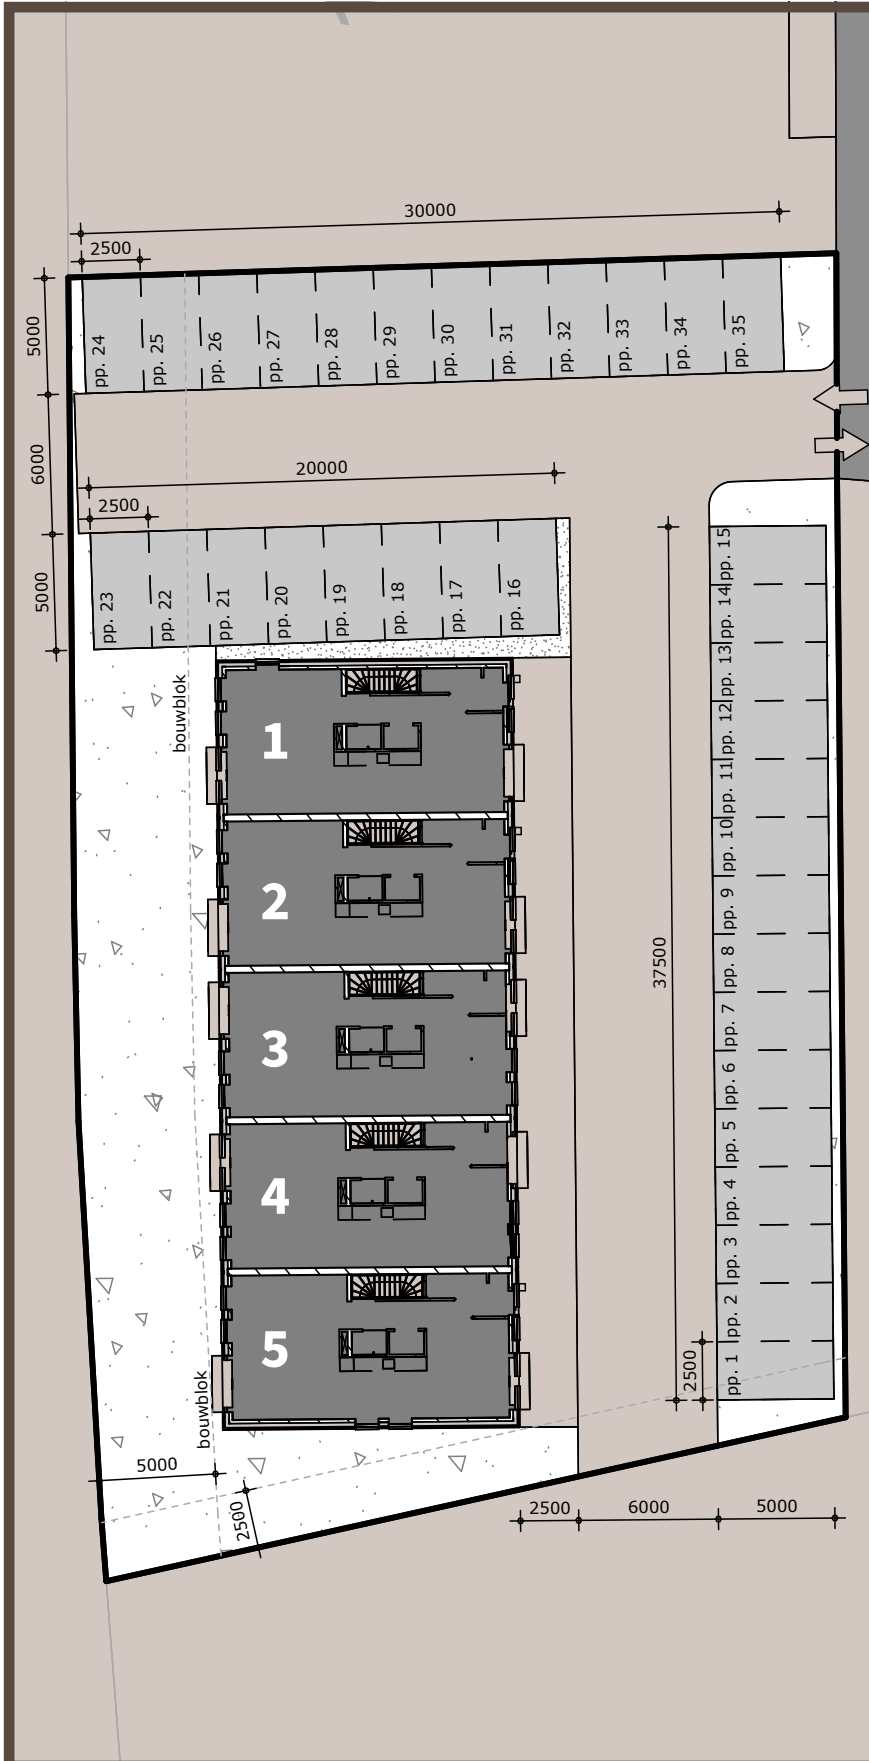 30000
2500
5000
pp. 24
pp. 25
pp. 26
pp. 27
pp. 28
pp. 29
pp. 30
pp. 31
pp. 32
pp. 33
pp. 34
pp. 35
6000
20000
2500
5000
pp. 23
pp. 22
pp. 21
pp. 20
pp. 19
pp. 18
pp. 17
pp. 16
pp. 15
pp. 14
pp. 13
pp. 12
pp. 11
pp. 10
pp. 9
pp. 8
pp. 7
pp. 6
pp. 5
pp. 4
pp. 3
pp. 2
pp. 1
37500
2500
bouwblok
1
2
3
4
5
bouwblok
5000
2500
2500
6000
5000